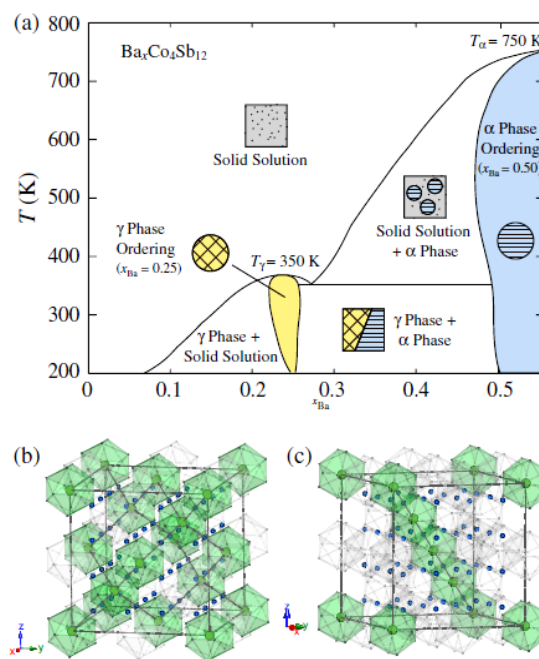 (a)
800
700
600
500
400
300
200
T (K)
BaxCo4Sb12
Tα = 750 K
Solid Solution
α Phase
Ordering
(xBa = 0.50)
Solid Solution
+ α Phase
γ Phase
Ordering
(xBa = 0.25)
Tγ = 350 K
γ Phase +
Solid Solution
γ Phase +
α Phase
0 0.1 0.2 0.3 0.4 0.5
xBa
(b)
(c)
z
x
y
z
x
y